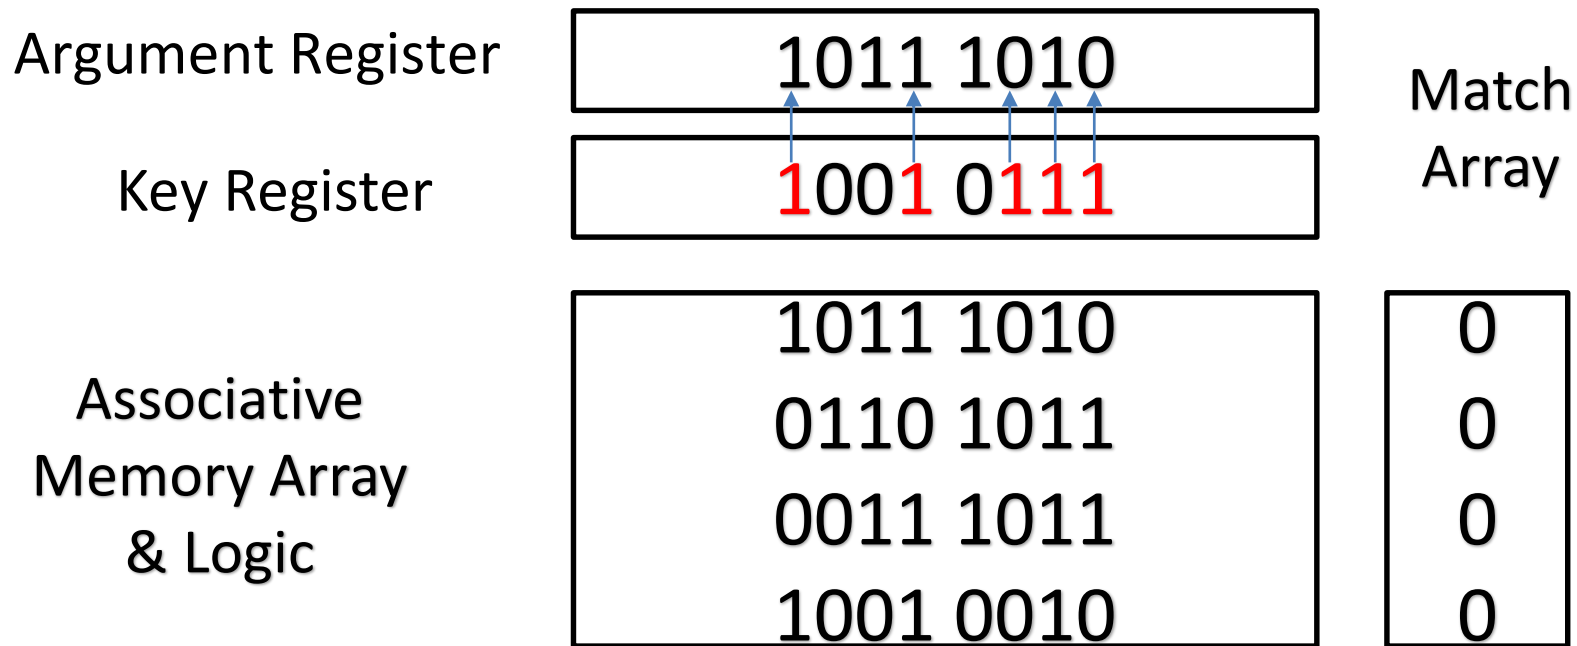 Argument Register 1011 1010
Match
Array
Key Register 1001 0111
1011 1010 0
Associative
Memory Array
& Logic
0110 1011 0
0011 1011 0
1001 0010 0